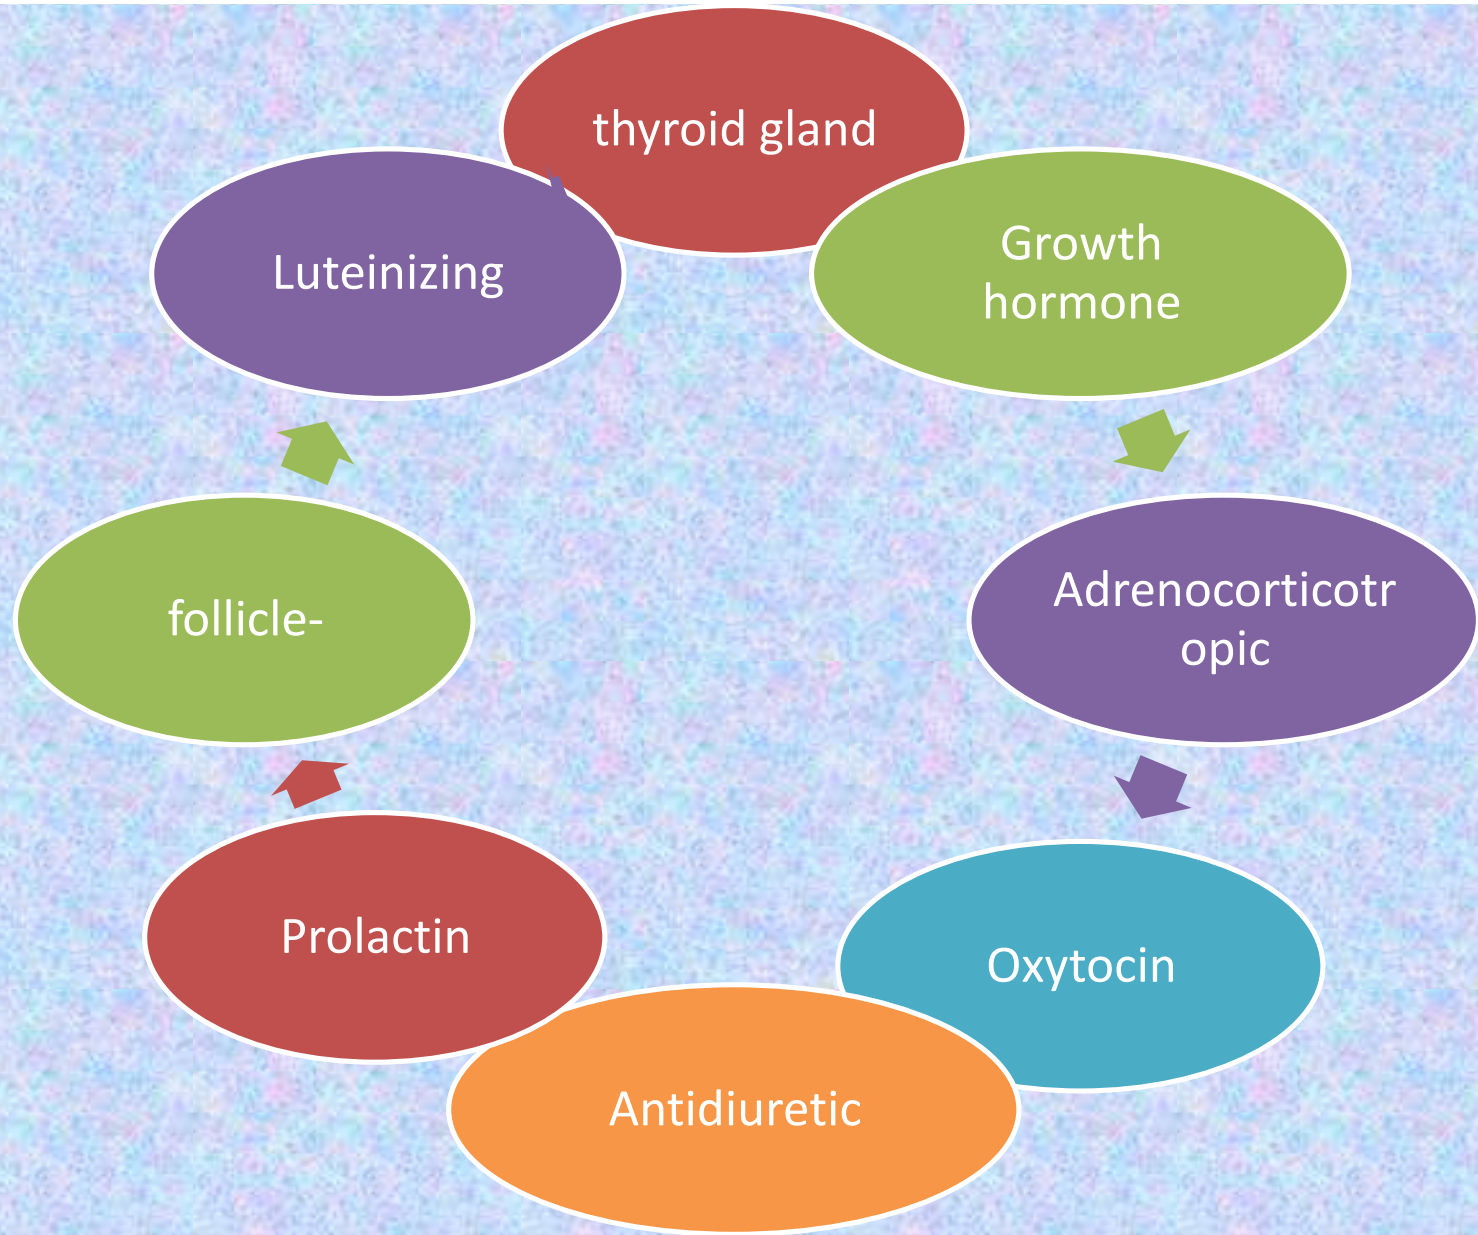 thyroid gland
Growth
hormone
Adrenocorticotr
opic
Oxytocin
Antidiuretic
Prolactin
follicle-
Luteinizing